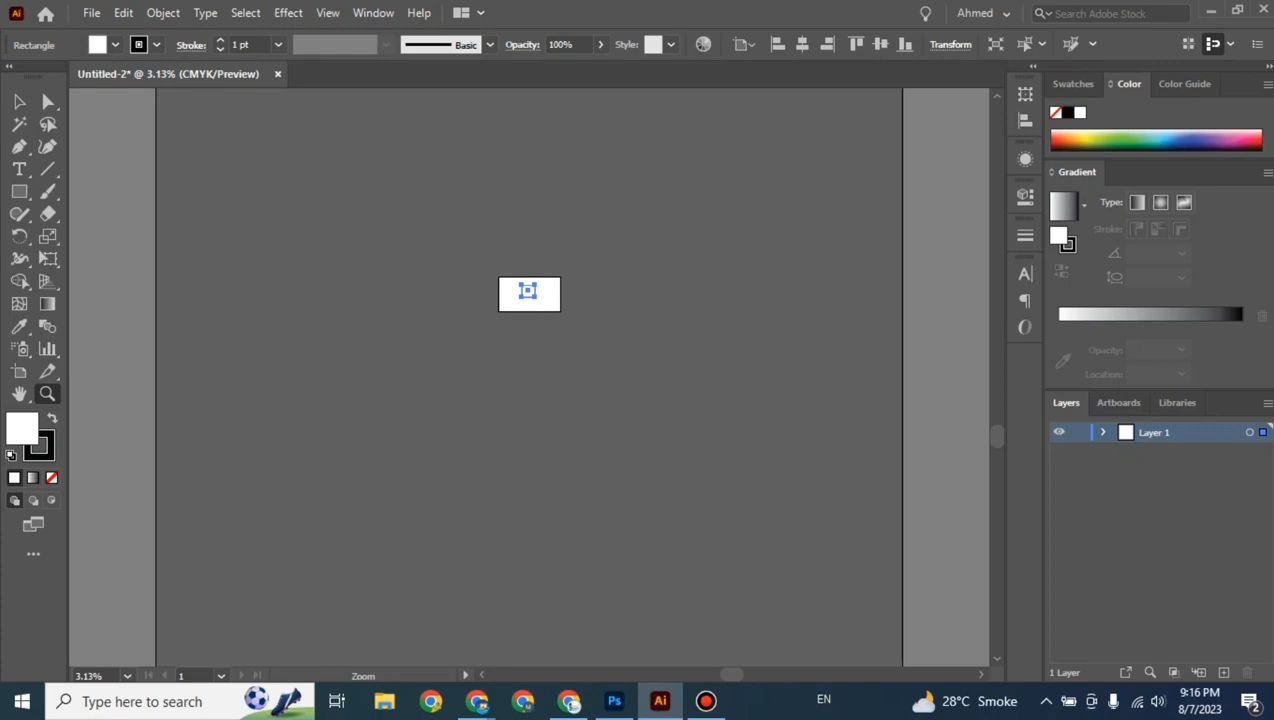 Ai File Edit Object Type Select Effect View Window Help Ahmed Search Adobe Stock
Rectangle Stroke: 1 pt Basic Opacity: 100% Style: Transform
Untitled-2* @ 3.13% (CMYK/Preview)
Swatches Color Color Guide
Gradient
Type:
Stroke:
Opacity:
Location:
Layers Artboards Libraries
Layer 1
3.13% 1 Zoom 1 Layer
Type here to search Ps Ai EN 28°C Smoke 9:16 PM
8/7/2023 2